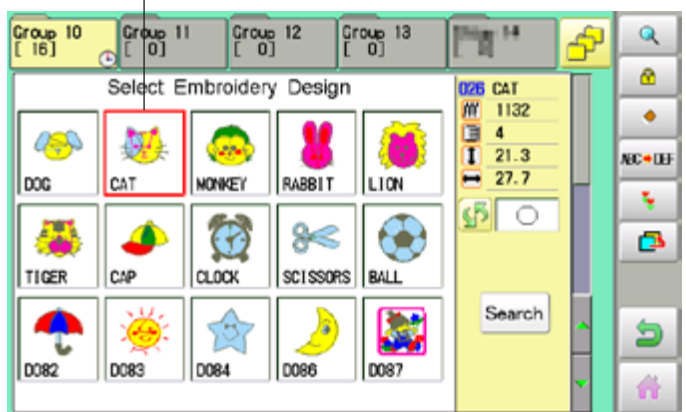 Group 10
[ 16]
Group 11
[ 0]
Group 12
[ 0]
Group 13
[ 0]
14
Select Embroidery Design
026 CAT
1132
4
21.3
27.7
DOG
CAT
MONKEY
RABBIT
LION
TIGER
CAP
CLOCK
SCISSORS
BALL
D082
D083
D084
D086
D087
Search
ABC DEF